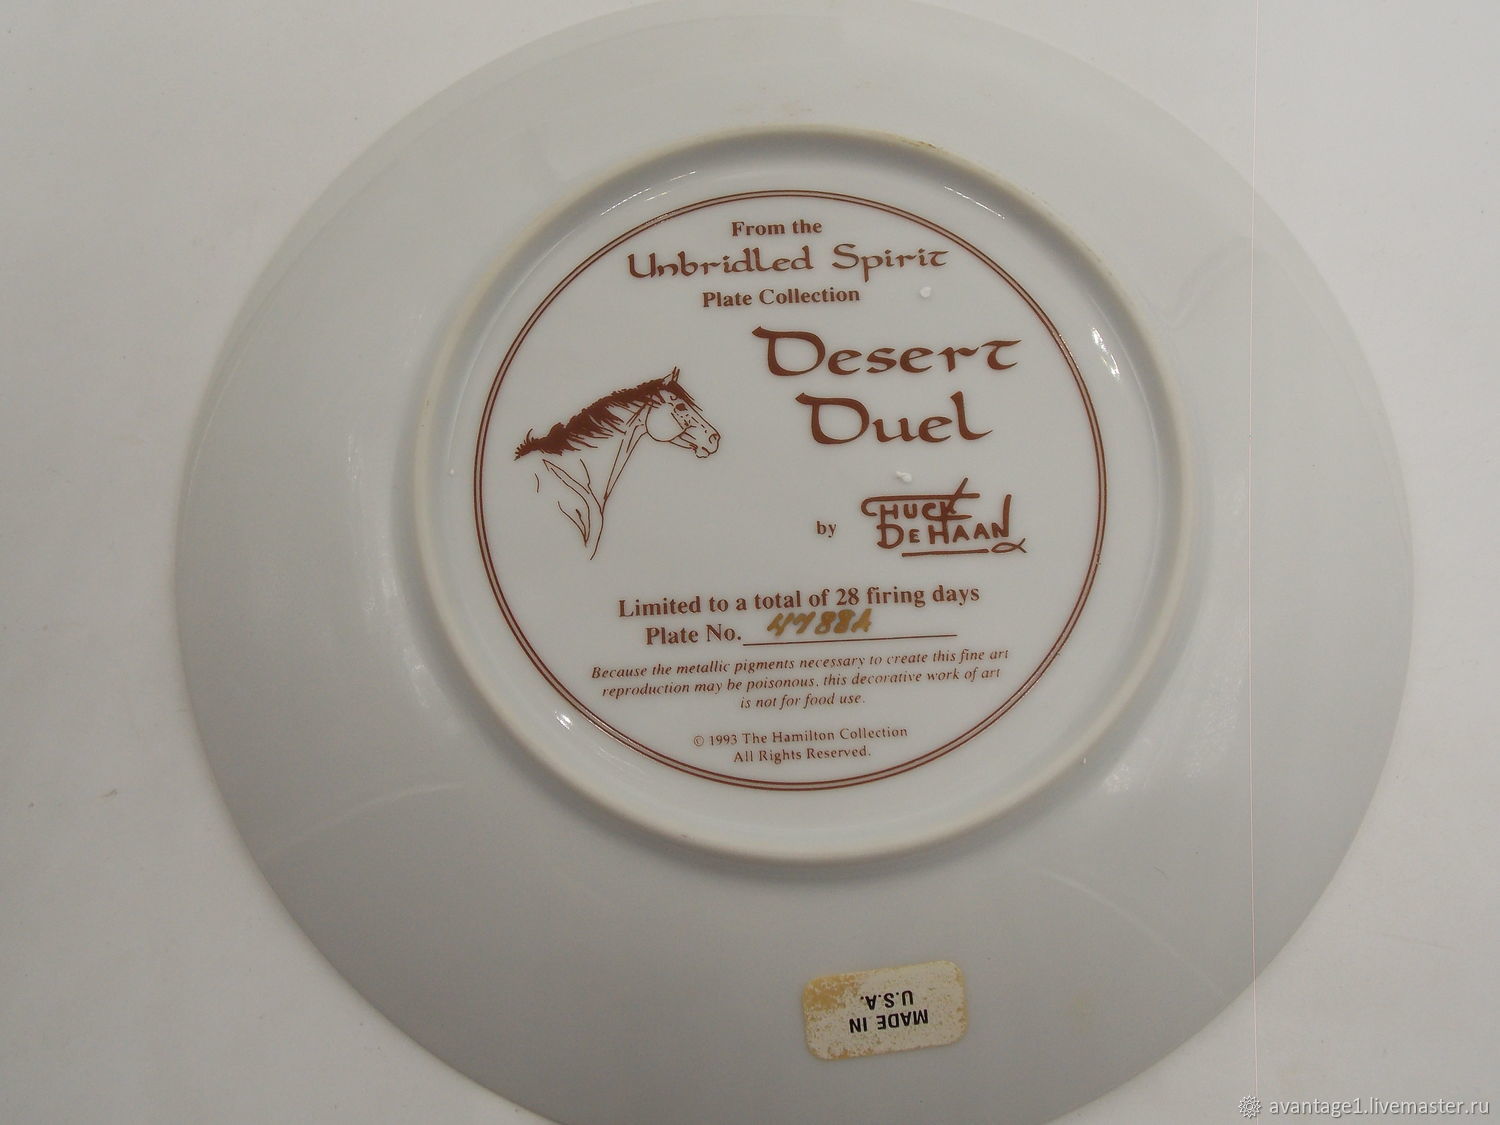 From the
Unbridled Spirit
Plate Collection
Desert
Duel
by CHUCK
DEHAAN
Limited to a total of 28 firing days
Plate No. 4788A
Because the metallic pigments necessary to create this fine art
reproduction may be poisonous, this decorative work of art
is not for food use.
© 1993 The Hamilton Collection
All Rights Reserved.
MADE IN
U.S.A.
avantage1.livemaster.ru